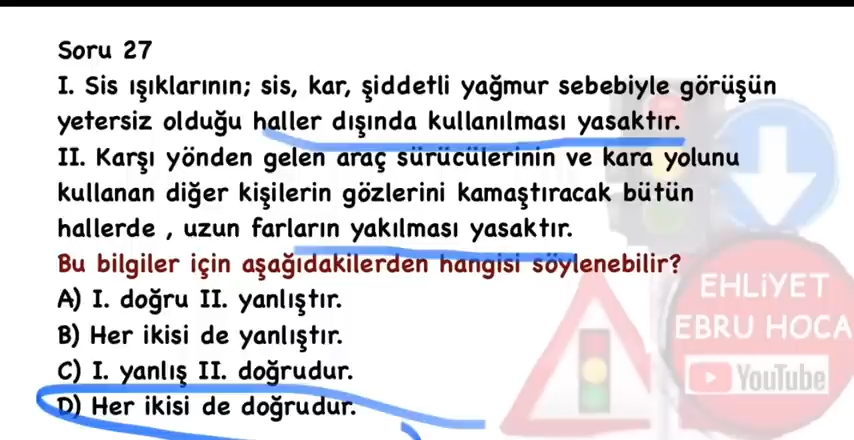 Soru 27
I. Sis ışıklarının; sis, kar, şiddetli yağmur sebebiyle görüşün
yetersiz olduğu haller dışında kullanılması yasaktır.
II. Karşı yönden gelen araç sürücülerinin ve kara yolunu
kullanan diğer kişilerin gözlerini kamaştıracak bütün
hallerde , uzun farların yakılması yasaktır.
Bu bilgiler için aşağıdakilerden hangisi söylenebilir?
A) I. doğru II. yanlıştır.
B) Her ikisi de yanlıştır.
C) I. yanlış II. doğrudur.
D) Her ikisi de doğrudur.
EHLİYET
EBRU HOCA
YouTube